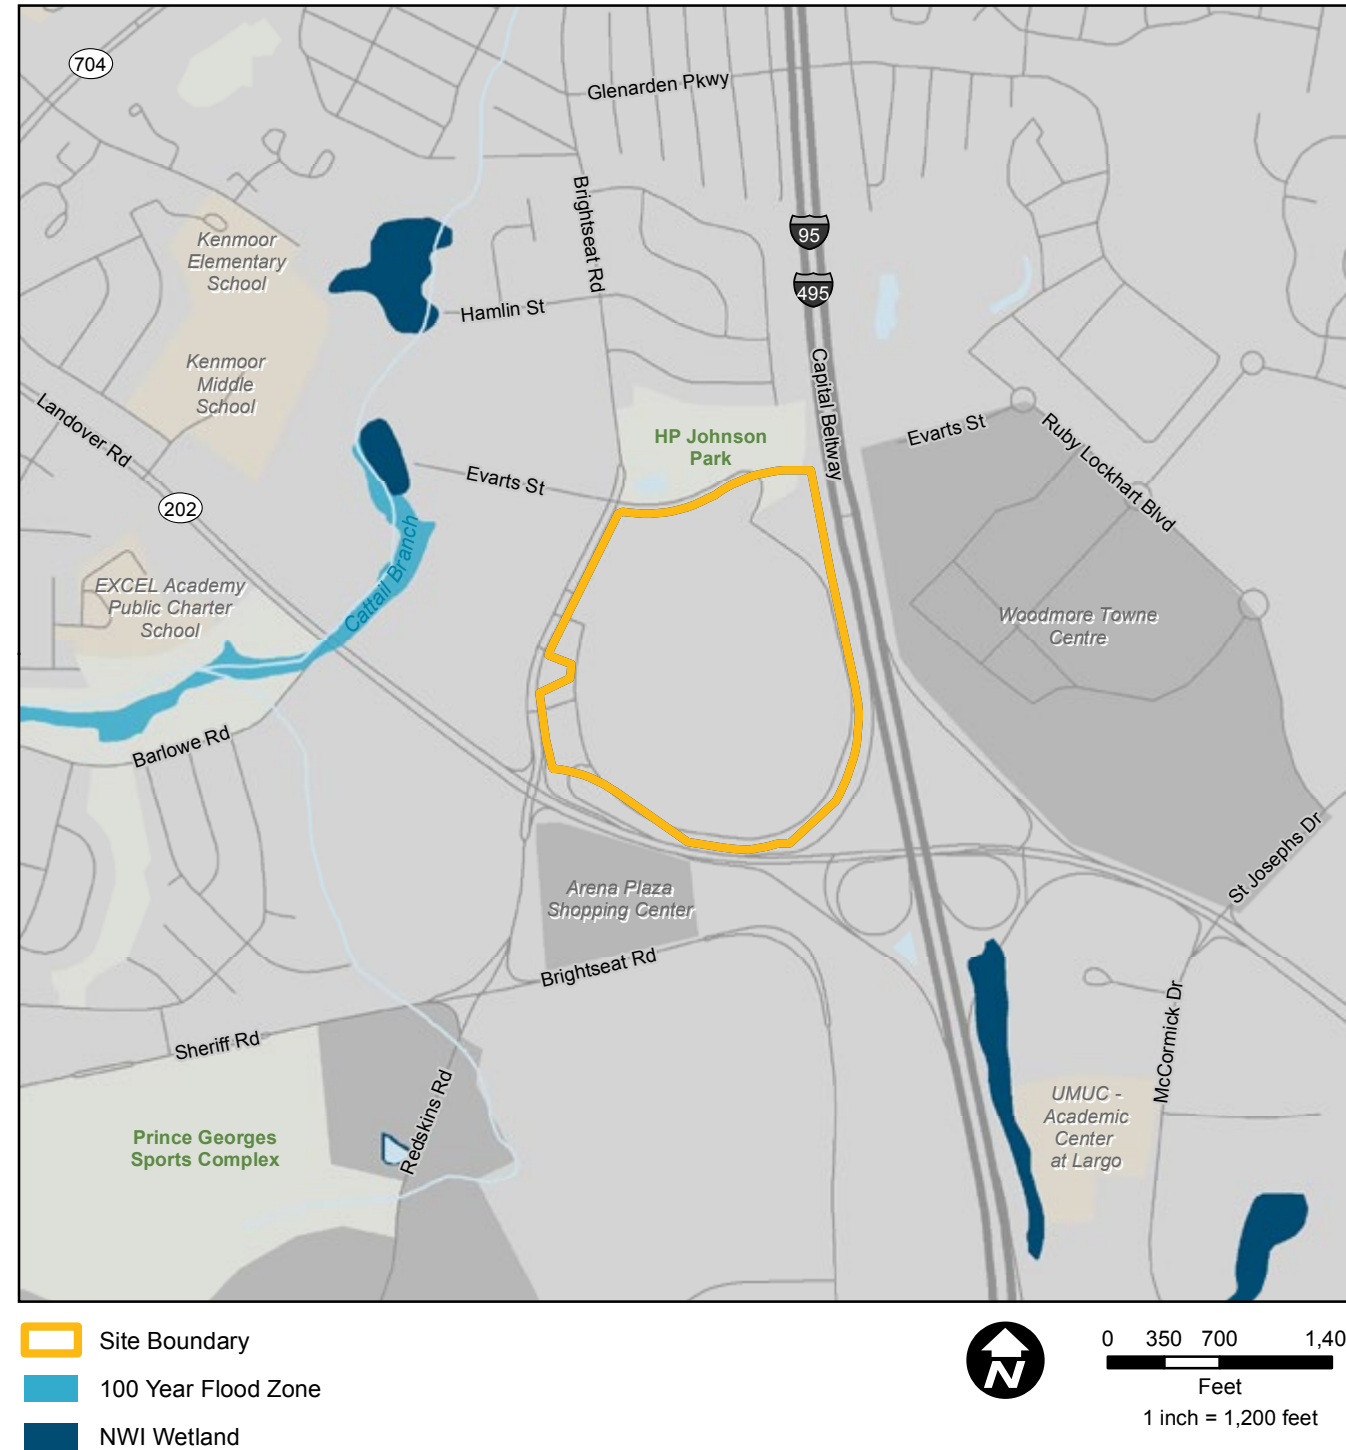 704
Glenarden Pkwy
Brightseat Rd
95
495
Kenmoor
Elementary
School
Hamlin St
Kenmoor
Middle
School
Capital Beltway
Landover Rd
HP Johnson
Park
Evarts St
Ruby Lockhart Blvd
Evarts St
202
Cattail Branch
EXCEL Academy
Public Charter
School
Woodmore Towne
Centre
Barlowe Rd
St Josephs Dr
Arena Plaza
Shopping Center
Brightseat Rd
McCormick Dr
Sheriff Rd
Redskins Rd
UMUC -
Academic
Center
at Largo
Prince Georges
Sports Complex
Site Boundary
100 Year Flood Zone
NWI Wetland
N
0 350 700 1,40
Feet
1 inch = 1,200 feet